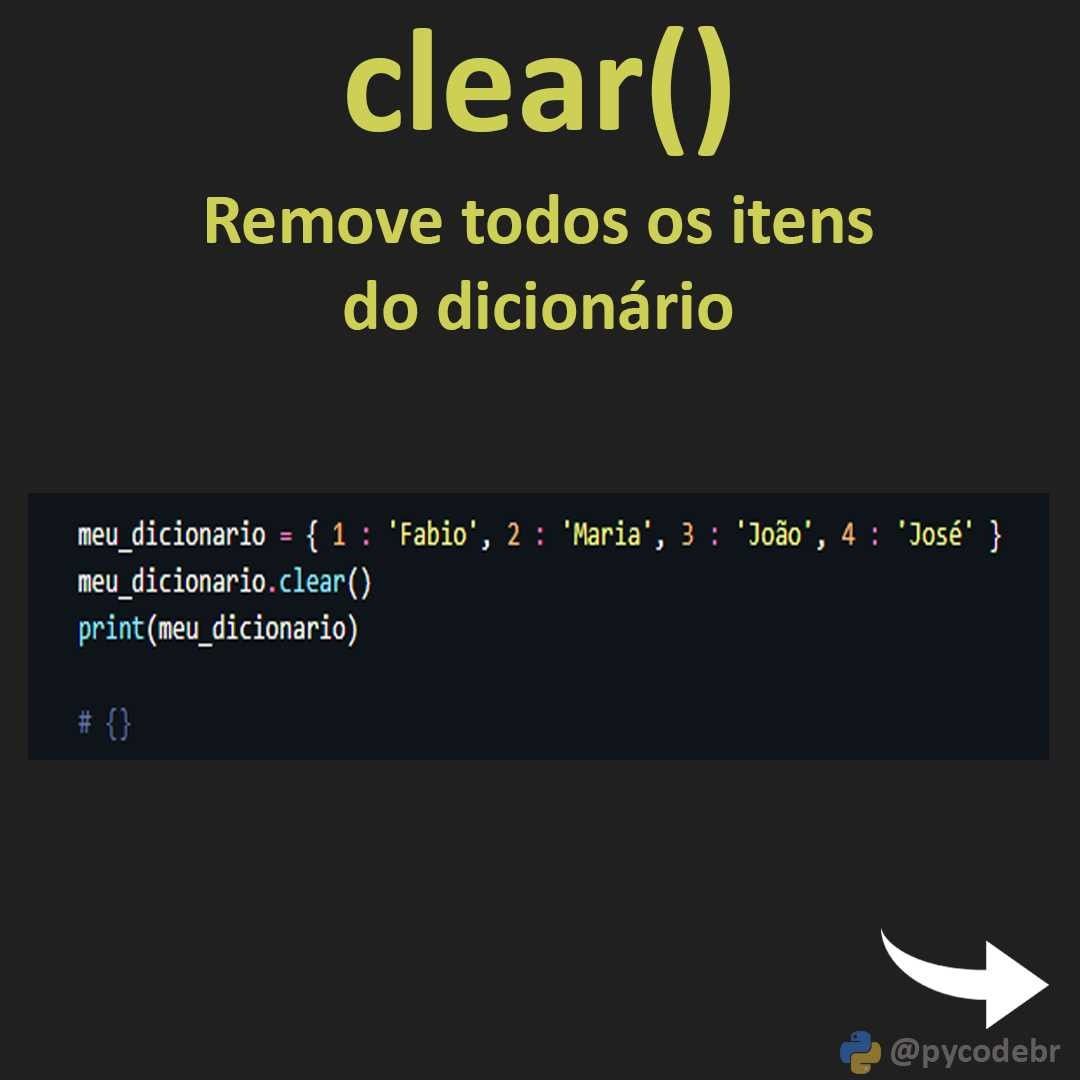 clear()
Remove todos os itens
do dicionário
meu_dicionario = { 1 : 'Fabio', 2 : 'Maria', 3 : 'João', 4 : 'José' }
meu_dicionario.clear()
print(meu_dicionario)
# {}
@pycodebr